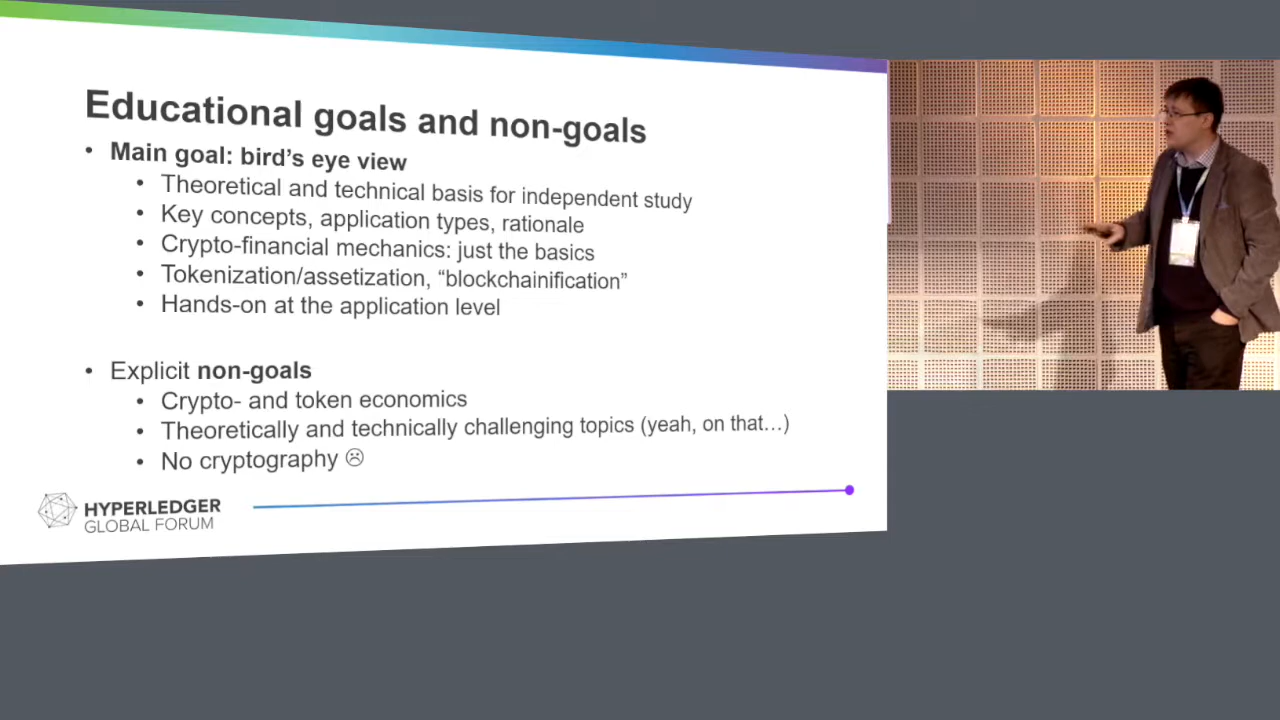 Educational goals and non-goals
• Main goal: bird's eye view
• Theoretical and technical basis for independent study
• Key concepts, application types, rationale
• Crypto-financial mechanics: just the basics
• Tokenization/assetization, “blockchainification”
• Hands-on at the application level
• Explicit non-goals
• Crypto- and token economics
• Theoretically and technically challenging topics (yeah, on that…)
• No cryptography ☹
HYPERLEDGER
GLOBAL FORUM